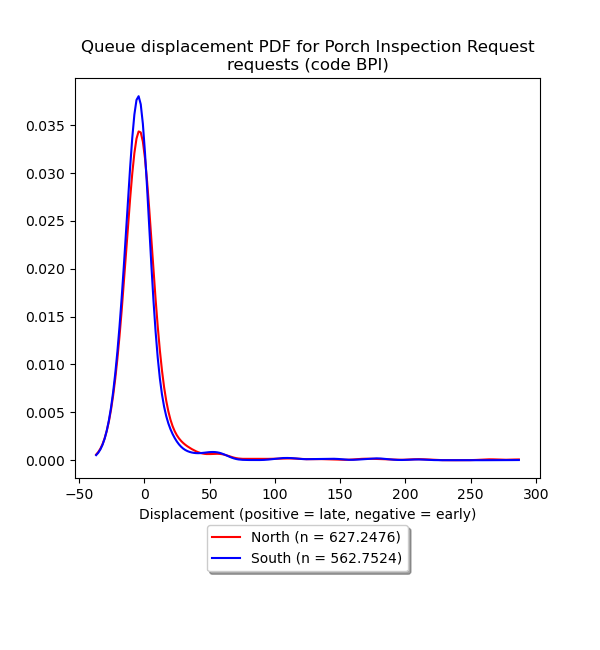 Queue displacement PDF for Porch Inspection Request
requests (code BPI)
0.035
0.030
0.025
0.020
0.015
0.010
0.005
0.000
−50 0 50 100 150 200 250 300
Displacement (positive = late, negative = early)
North (n = 627.2476)
South (n = 562.7524)